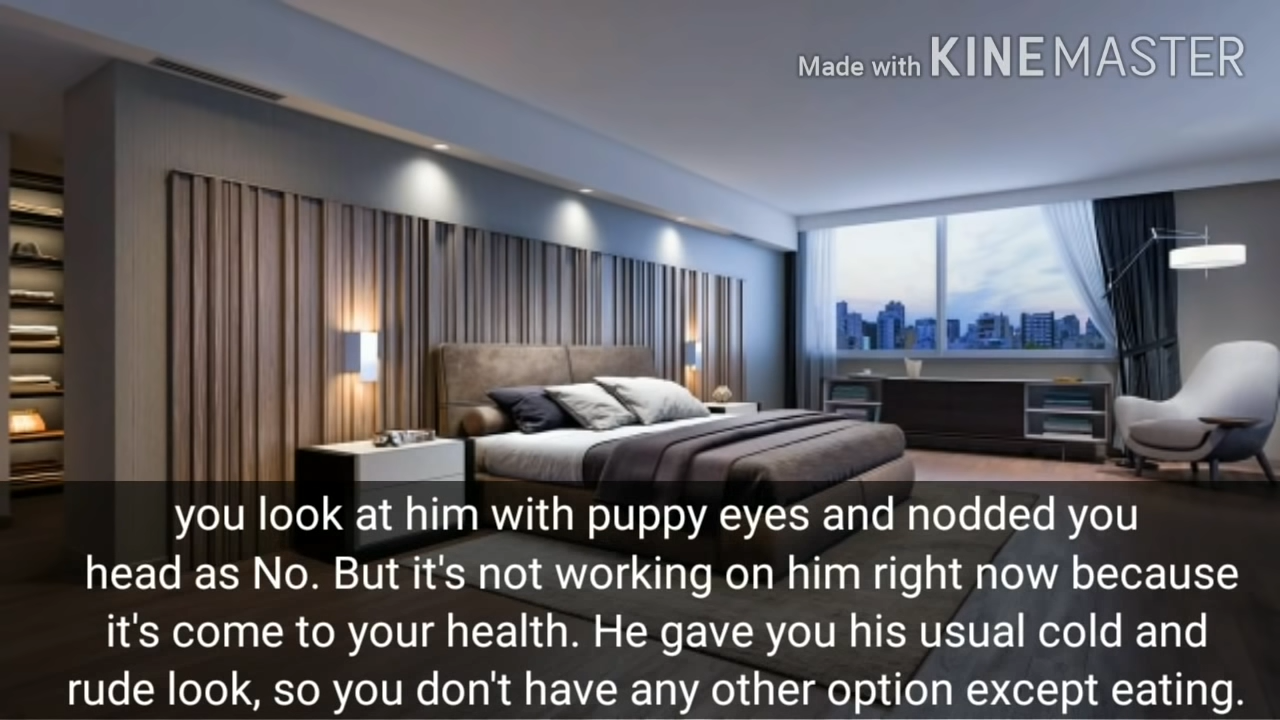 Made with KINEMASTER
you look at him with puppy eyes and nodded you
head as No. But it's not working on him right now because
it's come to your health. He gave you his usual cold and
rude look, so you don't have any other option except eating.